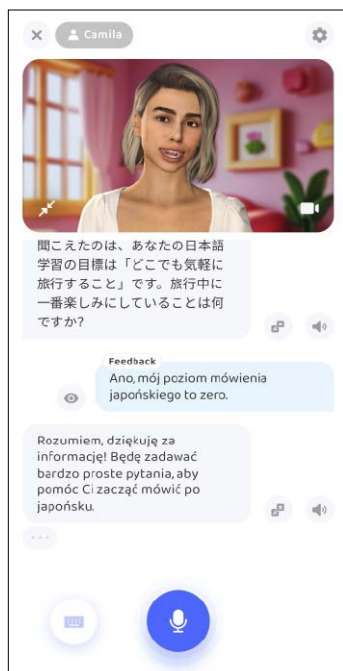 Camila
聞こえたのは、あなたの日本語
学習の目標は「どこでも気軽に
旅行すること」です。旅行中に
一番楽しみにしていることは何
ですか?
Feedback
Ano, mój poziom mówienia
japońskiego to zero.
Rozumiem, dziękuję za
informację! Będę zadawać
bardzo proste pytania, aby
pomóc Ci zacząć mówić po
japońsku.